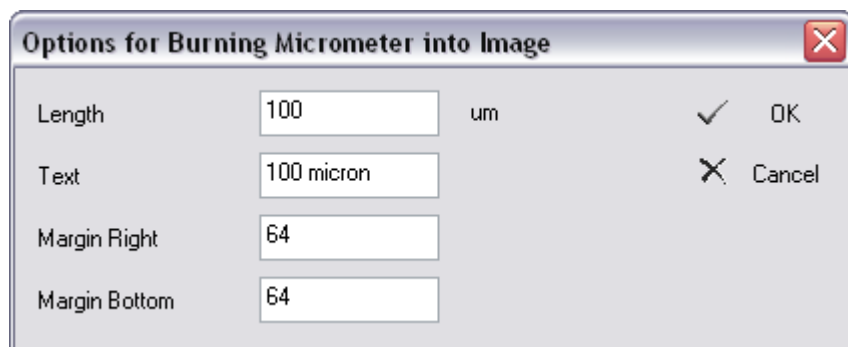 Options for Burning Micrometer into Image
Length 100 um OK
Text 100 micron Cancel
Margin Right 64
Margin Bottom 64